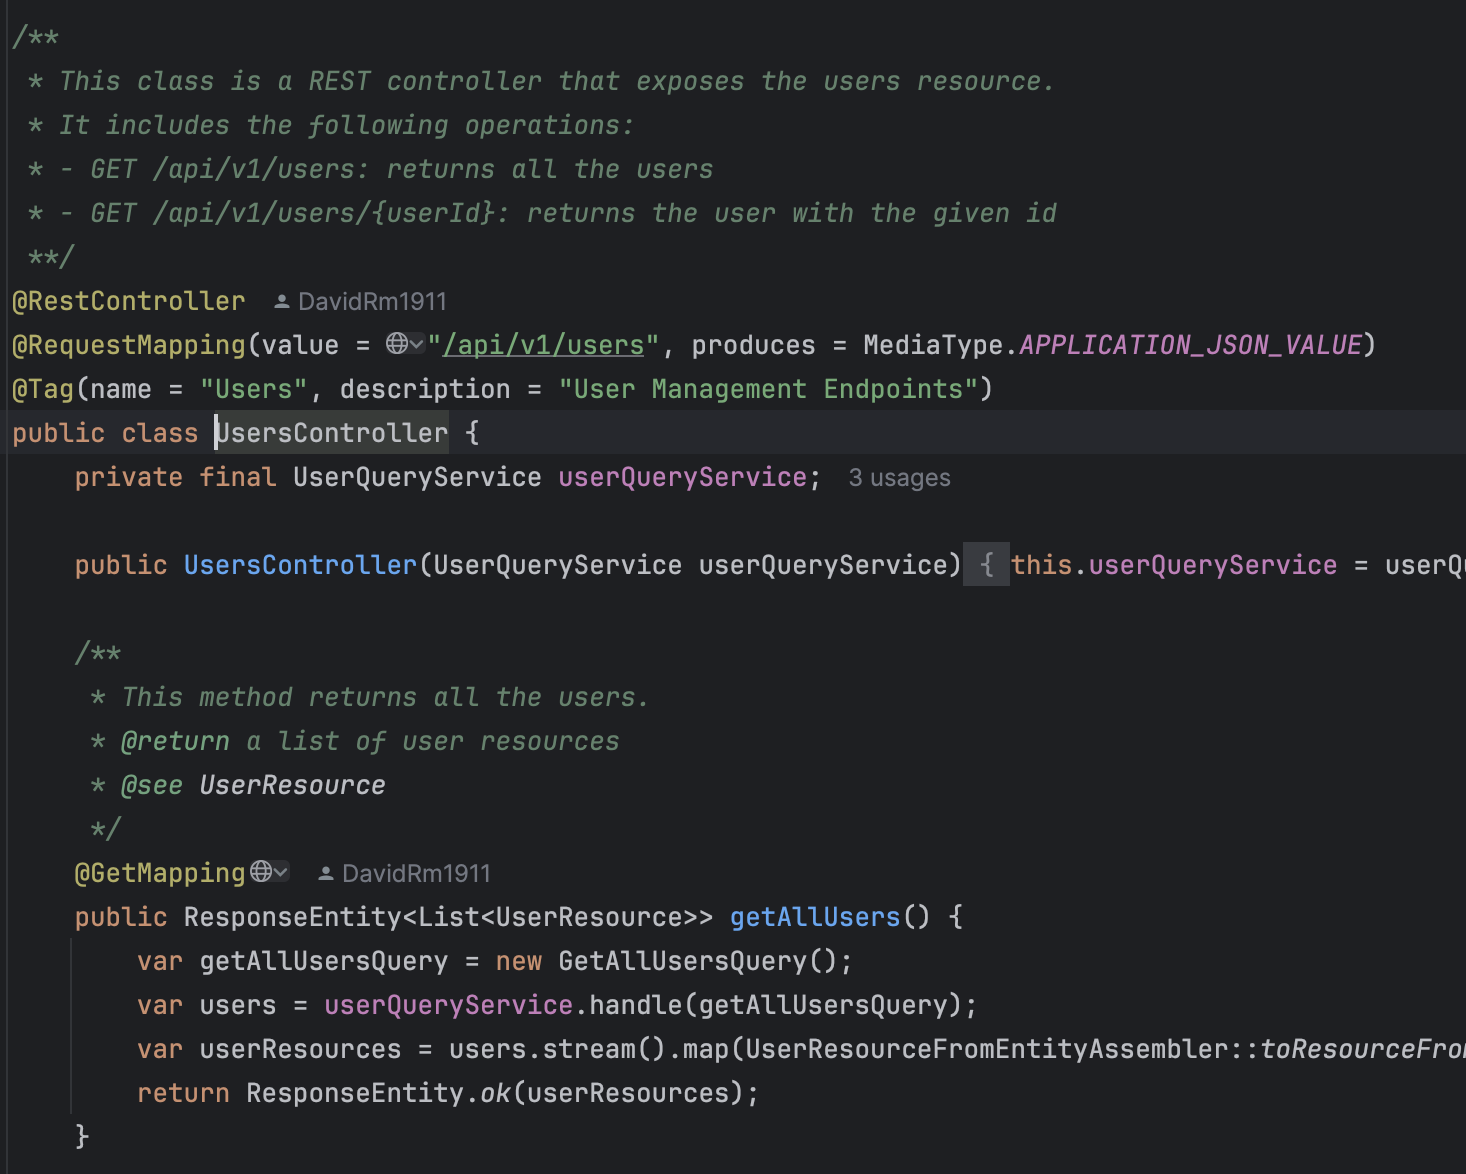 /**
 * This class is a REST controller that exposes the users resource.
 * It includes the following operations:
 * - GET /api/v1/users: returns all the users
 * - GET /api/v1/users/{userId}: returns the user with the given id
 **/
@RestController DavidRm1911
@RequestMapping(value = "/api/v1/users", produces = MediaType.APPLICATION_JSON_VALUE)
@Tag(name = "Users", description = "User Management Endpoints")
public class UsersController {
    private final UserQueryService userQueryService; 3 usages
    public UsersController(UserQueryService userQueryService) { this.userQueryService = userQ
    /**
     * This method returns all the users.
     * @return a list of user resources
     * @see UserResource
     */
    @GetMapping DavidRm1911
    public ResponseEntity<List<UserResource>> getAllUsers() {
        var getAllUsersQuery = new GetAllUsersQuery();
        var users = userQueryService.handle(getAllUsersQuery);
        var userResources = users.stream().map(UserResourceFromEntityAssembler::toResourceFro
        return ResponseEntity.ok(userResources);
    }